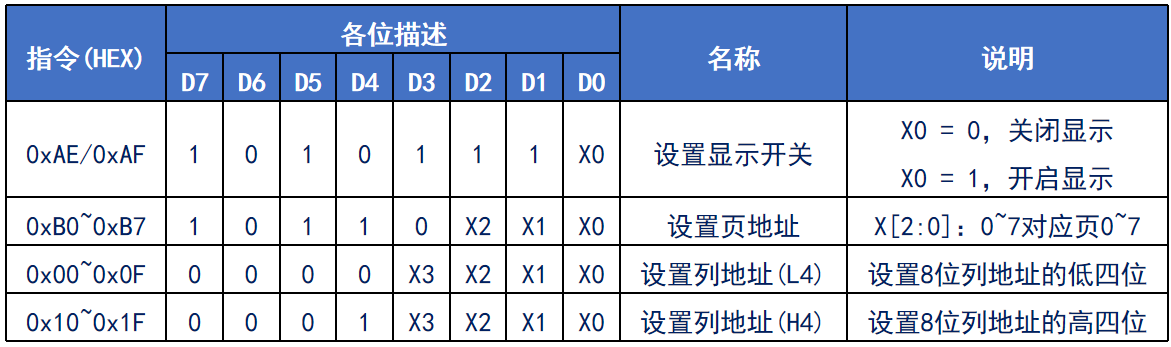 指令(HEX) 各位描述 名称 说明
D7 D6 D5 D4 D3 D2 D1 D0
0xAE/0xAF 1 0 1 0 1 1 1 X0 设置显示开关 X0 = 0，关闭显示
X0 = 1，开启显示
0xB0~0xB7 1 0 1 1 0 X2 X1 X0 设置页地址 X[2:0]：0~7对应页0~7
0x00~0x0F 0 0 0 0 X3 X2 X1 X0 设置列地址(L4) 设置8位列地址的低四位
0x10~0x1F 0 0 0 1 X3 X2 X1 X0 设置列地址(H4) 设置8位列地址的高四位